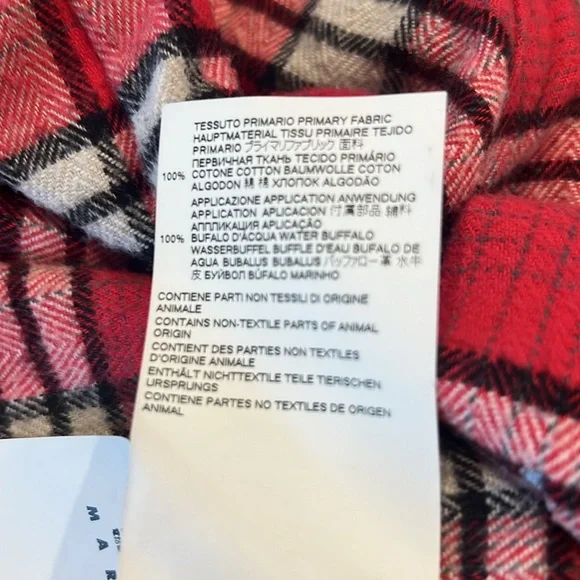 TESSUTO PRIMARIO PRIMARY FABRIC
HAUPTMATERIAL TISSU PRIMAIRE TEJIDO
PRIMARIO プライマリファブリック 面料
ПЕРВИЧНАЯ ТКАНЬ TECIDO PRIMÁRIO
100% COTONE COTTON BAUMWOLLE COTON
ALGODON 綿 棉 ХЛОПОК ALGODÃO
APPLICAZIONE APPLICATION ANWENDUNG
APPLICATION APLICACION 付属部品 辅料
АППЛИКАЦИЯ APLICAÇÃO
100% BUFALO D'ACQUA WATER BUFFALO
WASSERBUFFEL BUFFLE D'EAU BUFALO DE
AGUA BUBALUS BUBALUS バッファロー革 水牛
皮 БУЙВОЛ BÚFALO MARINHO
CONTIENE PARTI NON TESSILI DI ORIGINE
ANIMALE
CONTAINS NON-TEXTILE PARTS OF ANIMAL
ORIGIN
CONTIENT DES PARTIES NON TEXTILES
D'ORIGINE ANIMALE
ENTHÄLT NICHTTEXTILE TEILE TIERISCHEN
URSPRUNGS
CONTIENE PARTES NO TEXTILES DE ORIGEN
ANIMAL
M A R